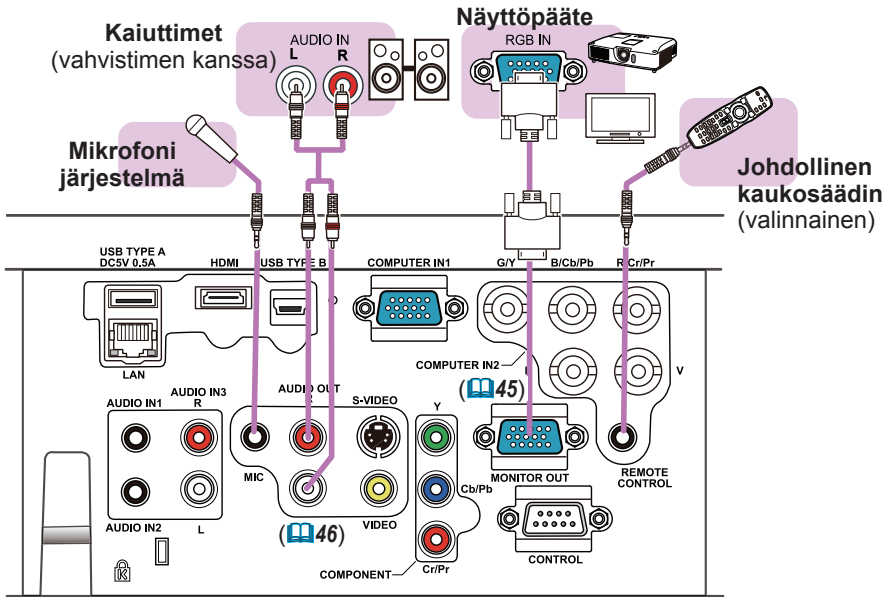 Kaiuttimet
(vahvistimen kanssa)
AUDIO IN
L R
Näyttöpääte
RGB IN
Mikrofoni
järjestelmä
Johdollinen
kaukosäädin
(valinnainen)
USB TYPE A
DC5V 0.5A
HDMI
USB TYPE B
COMPUTER IN1
G/Y
B/Cb/Pb
R/Cr/Pr
LAN
COMPUTER IN2
V
(45)
AUDIO IN1
AUDIO IN3
R
AUDIO OUT
R
S-VIDEO
Y
MIC
MONITOR OUT
REMOTE
CONTROL
Cb/Pb
AUDIO IN2
L
(46)
VIDEO
CONTROL
COMPONENT
Cr/Pr
K